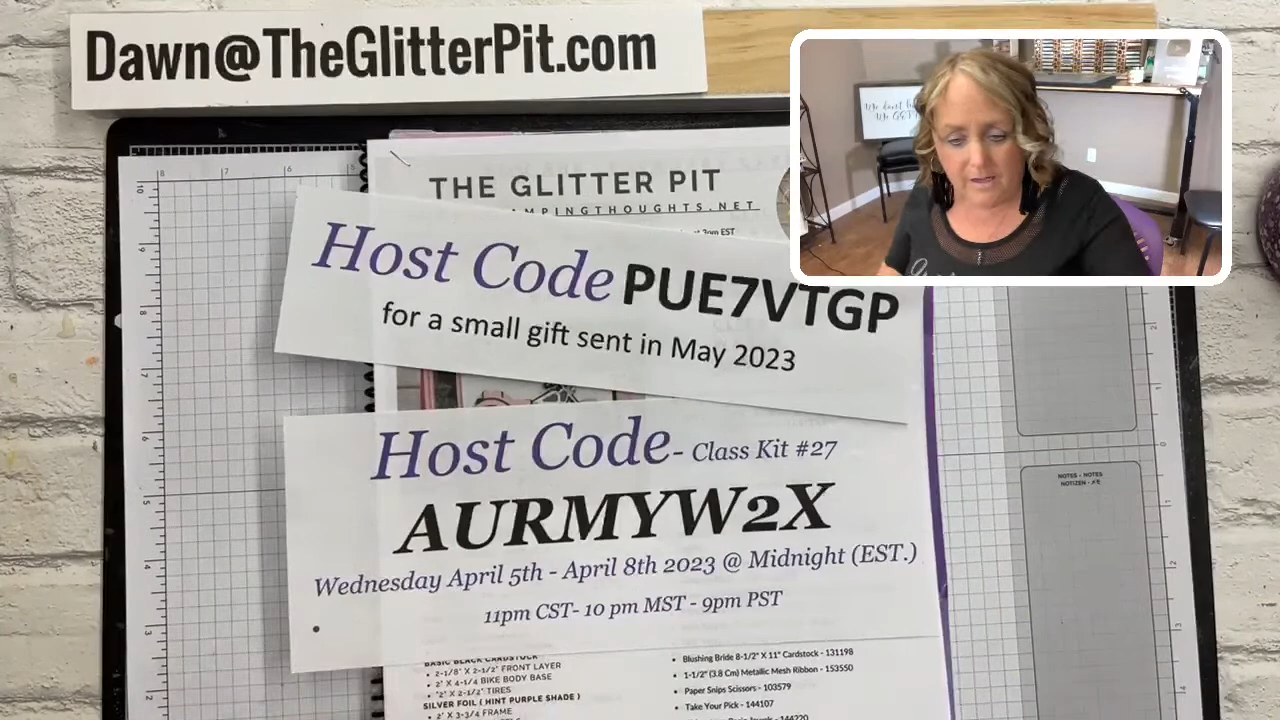 Dawn@TheGlitterPit.com
THE GLITTER PIT
AMPINGTHOUGHTS.NET
3pm EST
Host Code PUE7VTGP
for a small gift sent in May 2023
Host Code- Class Kit #27
AURMYW2X
Wednesday April 5th - April 8th 2023 @ Midnight (EST.)
11pm CST- 10 pm MST - 9pm PST
BASIC BLACK CARDSTOCK
• 2-1/8" X 2-1/2" FRONT LAYER
• 2" X 4-1/4 BIKE BODY BASE
• "2" X 2-1/2" TIRES
SILVER FOIL ( HINT PURPLE SHADE )
• 2' X 3-3/4 FRAME
• Blushing Bride 8-1/2" X 11" Cardstock - 131198
• 1-1/2" (3.8 Cm) Metallic Mesh Ribbon - 153550
• Paper Snips Scissors - 103579
• Take Your Pick - 144107
144220
NOTES - NOTES